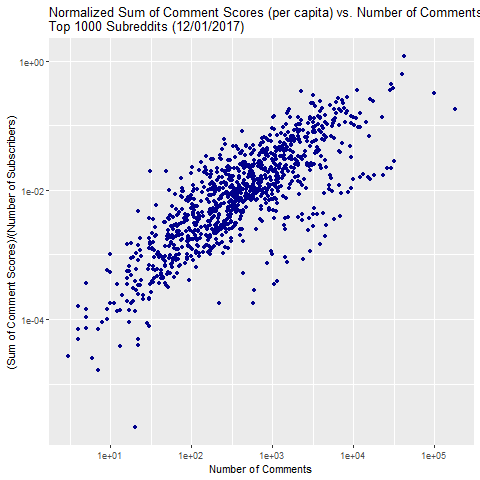 Normalized Sum of Comment Scores (per capita) vs. Number of Comments
Top 1000 Subreddits (12/01/2017)
(Sum of Comment Scores)/(Number of Subscribers)
1e+00
1e-02
1e-04
1e+01
1e+02
1e+03
1e+04
1e+05
Number of Comments